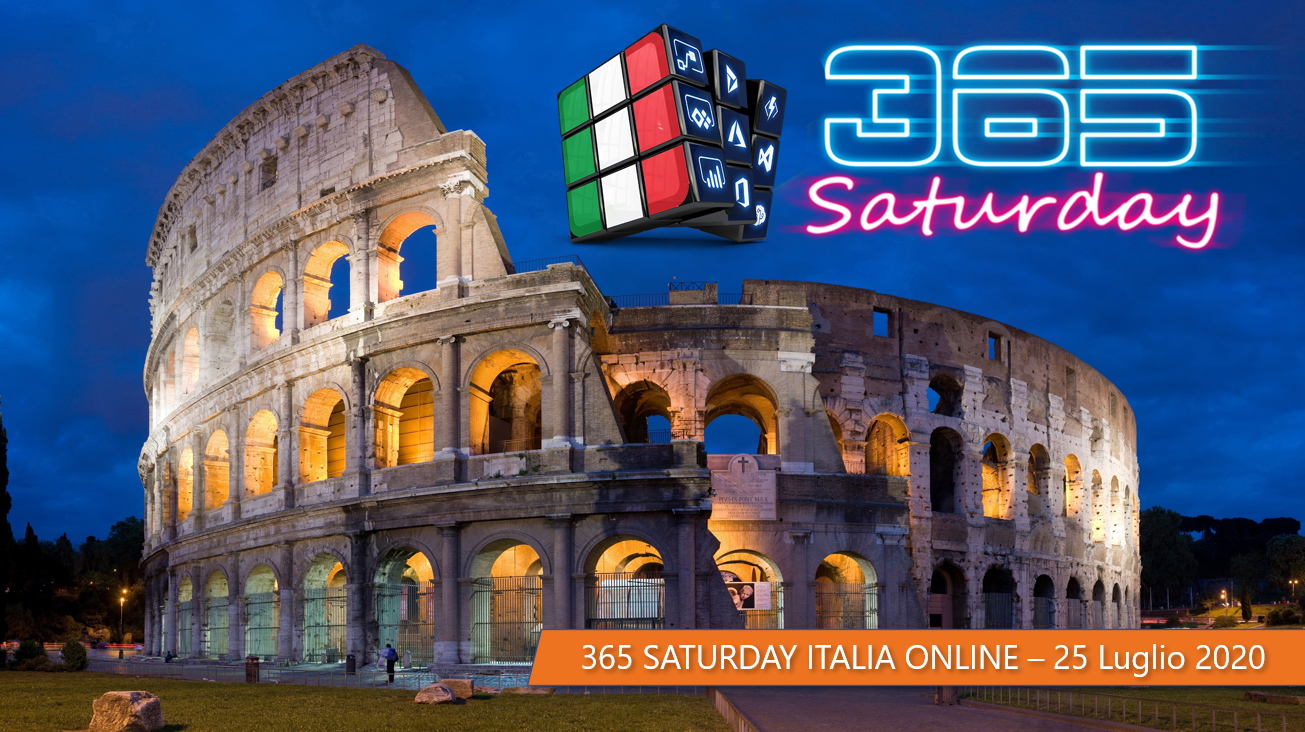 365
Saturday
365 SATURDAY ITALIA ONLINE – 25 Luglio 2020